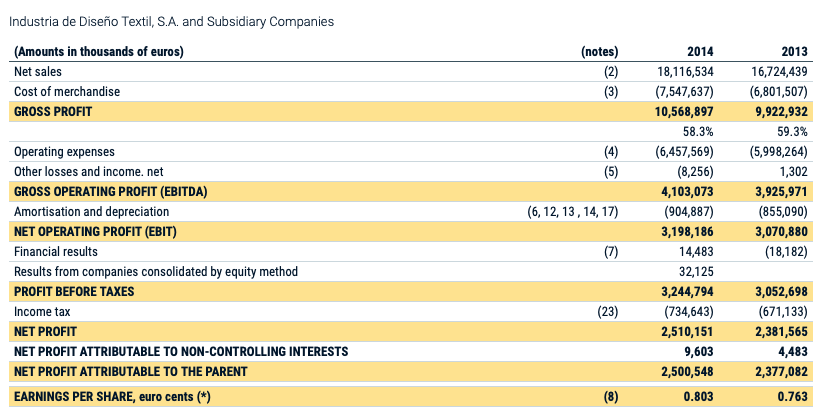 Industria de Diseño Textil, S.A. and Subsidiary Companies
(Amounts in thousands of euros) (notes) 2014 2013
Net sales (2) 18,116,534 16,724,439
Cost of merchandise (3) (7,547,637) (6,801,507)
GROSS PROFIT 10,568,897 9,922,932
58.3% 59.3%
Operating expenses (4) (6,457,569) (5,998,264)
Other losses and income. net (5) (8,256) 1,302
GROSS OPERATING PROFIT (EBITDA) 4,103,073 3,925,971
Amortisation and depreciation (6, 12, 13 , 14, 17) (904,887) (855,090)
NET OPERATING PROFIT (EBIT) 3,198,186 3,070,880
Financial results (7) 14,483 (18,182)
Results from companies consolidated by equity method 32,125
PROFIT BEFORE TAXES 3,244,794 3,052,698
Income tax (23) (734,643) (671,133)
NET PROFIT 2,510,151 2,381,565
NET PROFIT ATTRIBUTABLE TO NON-CONTROLLING INTERESTS 9,603 4,483
NET PROFIT ATTRIBUTABLE TO THE PARENT 2,500,548 2,377,082
EARNINGS PER SHARE, euro cents (*) (8) 0.803 0.763